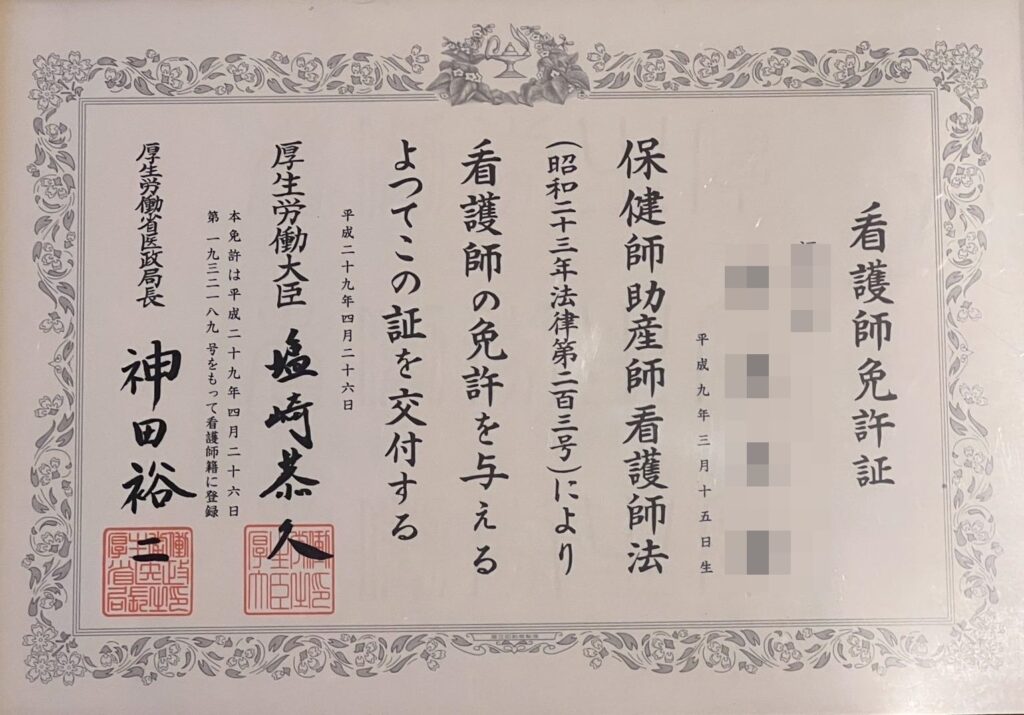 看護師免許証
平成九年三月十五日生
保健師助産師看護師法
(昭和二十三年法律第二百三号)により
看護師の免許を与える
よつてこの証を交付する
平成二十九年四月二十六日
厚生労働大臣 塩崎恭久
本免許は平成二十九年四月二十六日
第一九三二一八九号をもって看護師籍に登録
厚生労働省医政局長 神田裕二